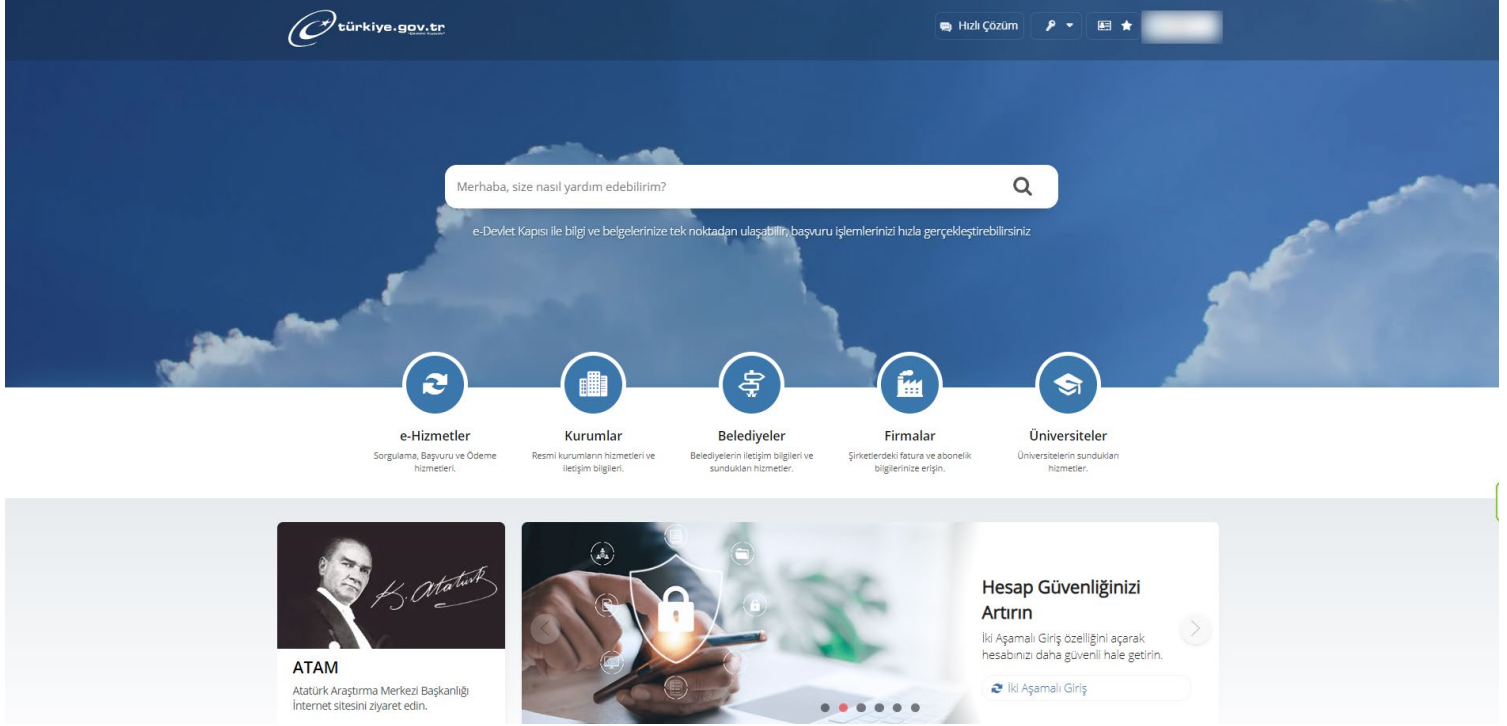 türkiye.gov.tr
Hızlı Çözüm
Merhaba, size nasıl yardım edebilirim?
e-Devlet Kapısı ile bilgi ve belgelerinize tek noktadan ulaşabilir, başvuru işlemlerinizi hızla gerçekleştirebilirsiniz
e-Hizmetler
Sorgulama, Başvuru ve Ödeme
hizmetleri.
Kurumlar
Resmi kurumların hizmetleri ve
iletişim bilgileri.
Belediyeler
Belediyelerin iletişim bilgileri ve
sundukları hizmetler.
Firmalar
Şirketlerdeki fatura ve abonelik
bilgilerinize erişin.
Üniversiteler
Üniversitelerin sundukları
hizmetler.
K. Atatürk
ATAM
Atatürk Araştırma Merkezi Başkanlığı
İnternet sitesini ziyaret edin.
Hesap Güvenliğinizi
Artırın
İki Aşamalı Giriş özelliğini açarak
hesabınızı daha güvenli hale getirin.
İki Aşamalı Giriş